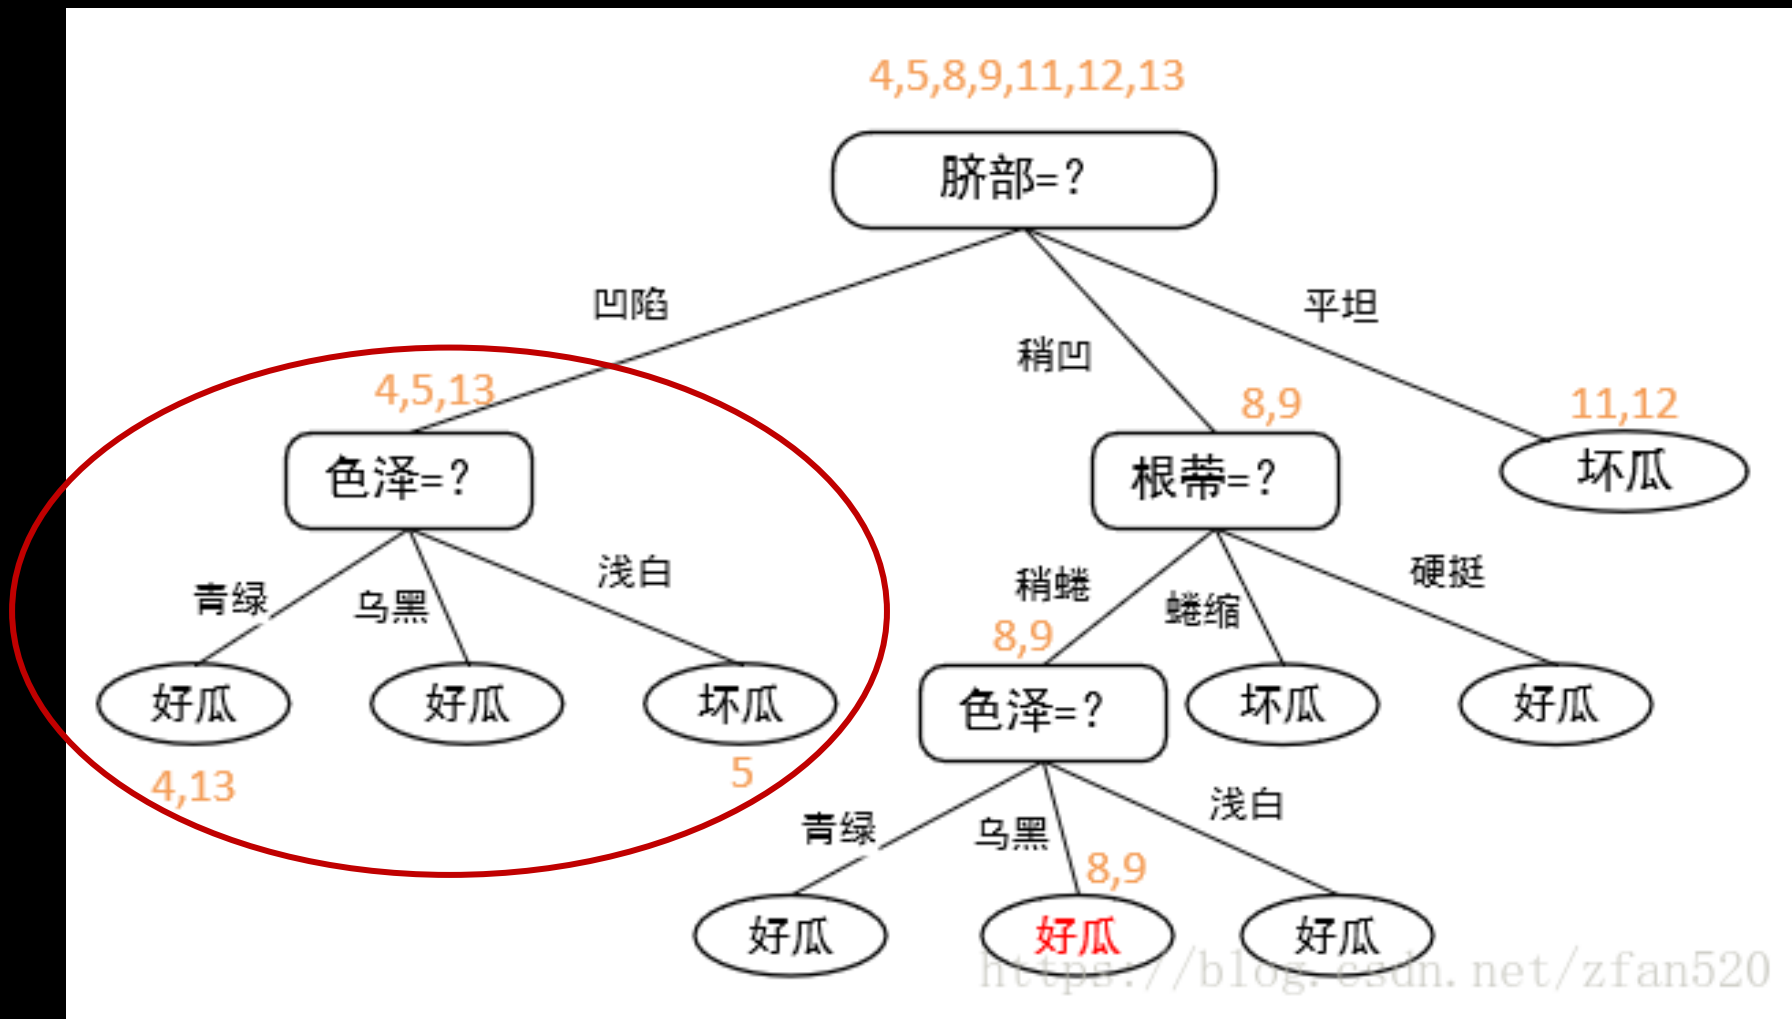 4,5,8,9,11,12,13
脐部=?
凹陷
稍凹
平坦
4,5,13
8,9
11,12
色泽=?
根蒂=?
坏瓜
青绿
乌黑
浅白
稍蜷
蜷缩
硬挺
8,9
好瓜
好瓜
坏瓜
色泽=?
坏瓜
好瓜
4,13
5
青绿
乌黑
浅白
8,9
好瓜
好瓜
好瓜
https://blog.csdn.net/zfan520